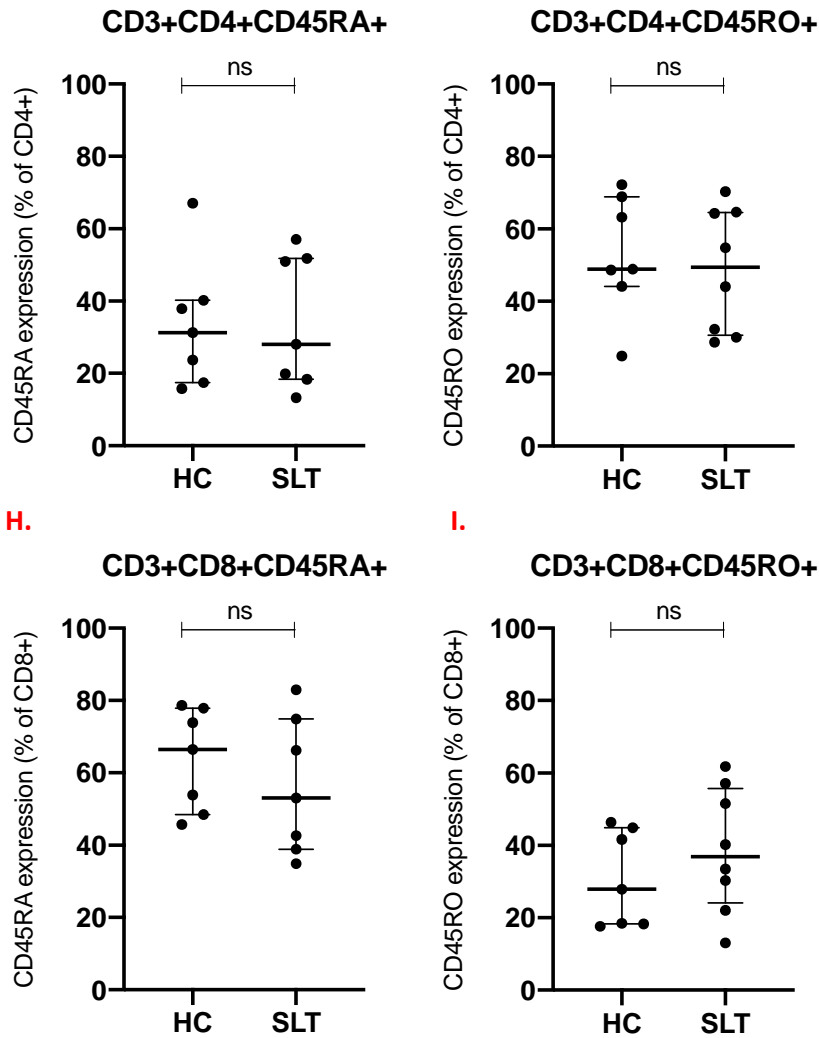 CD3+CD4+CD45RA+
CD45RA expression (% of CD4+)
ns
100
80
60
40
20
0
HC SLT
CD3+CD4+CD45RO+
CD45RO expression (% of CD4+)
ns
100
80
60
40
20
0
HC SLT
H.
CD3+CD8+CD45RA+
CD45RA expression (% of CD8+)
ns
100
80
60
40
20
0
HC SLT
I.
CD3+CD8+CD45RO+
CD45RO expression (% of CD8+)
ns
100
80
60
40
20
0
HC SLT